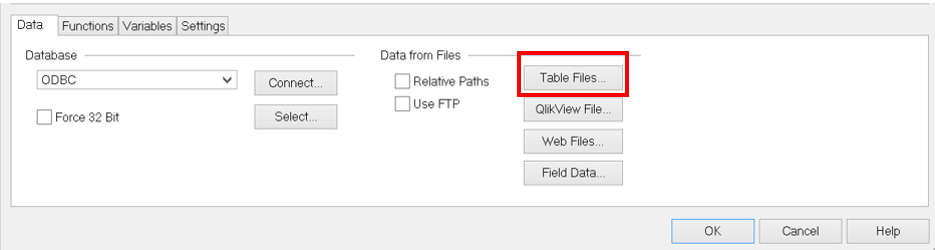 Data Functions Variables Settings
Database
ODBC
Connect...
Force 32 Bit
Select...
Data from Files
Relative Paths
Table Files...
Use FTP
QlikView File...
Web Files...
Field Data...
OK Cancel Help